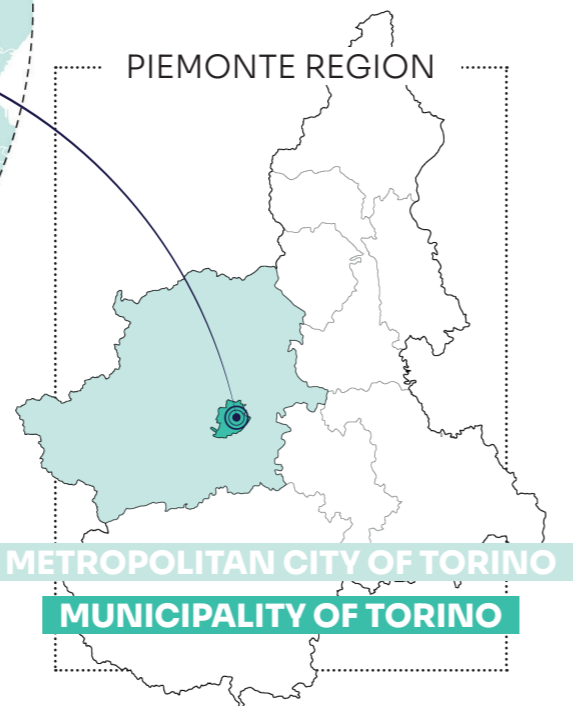 PIEMONTE REGION
METROPOLITAN CITY OF TORINO
MUNICIPALITY OF TORINO